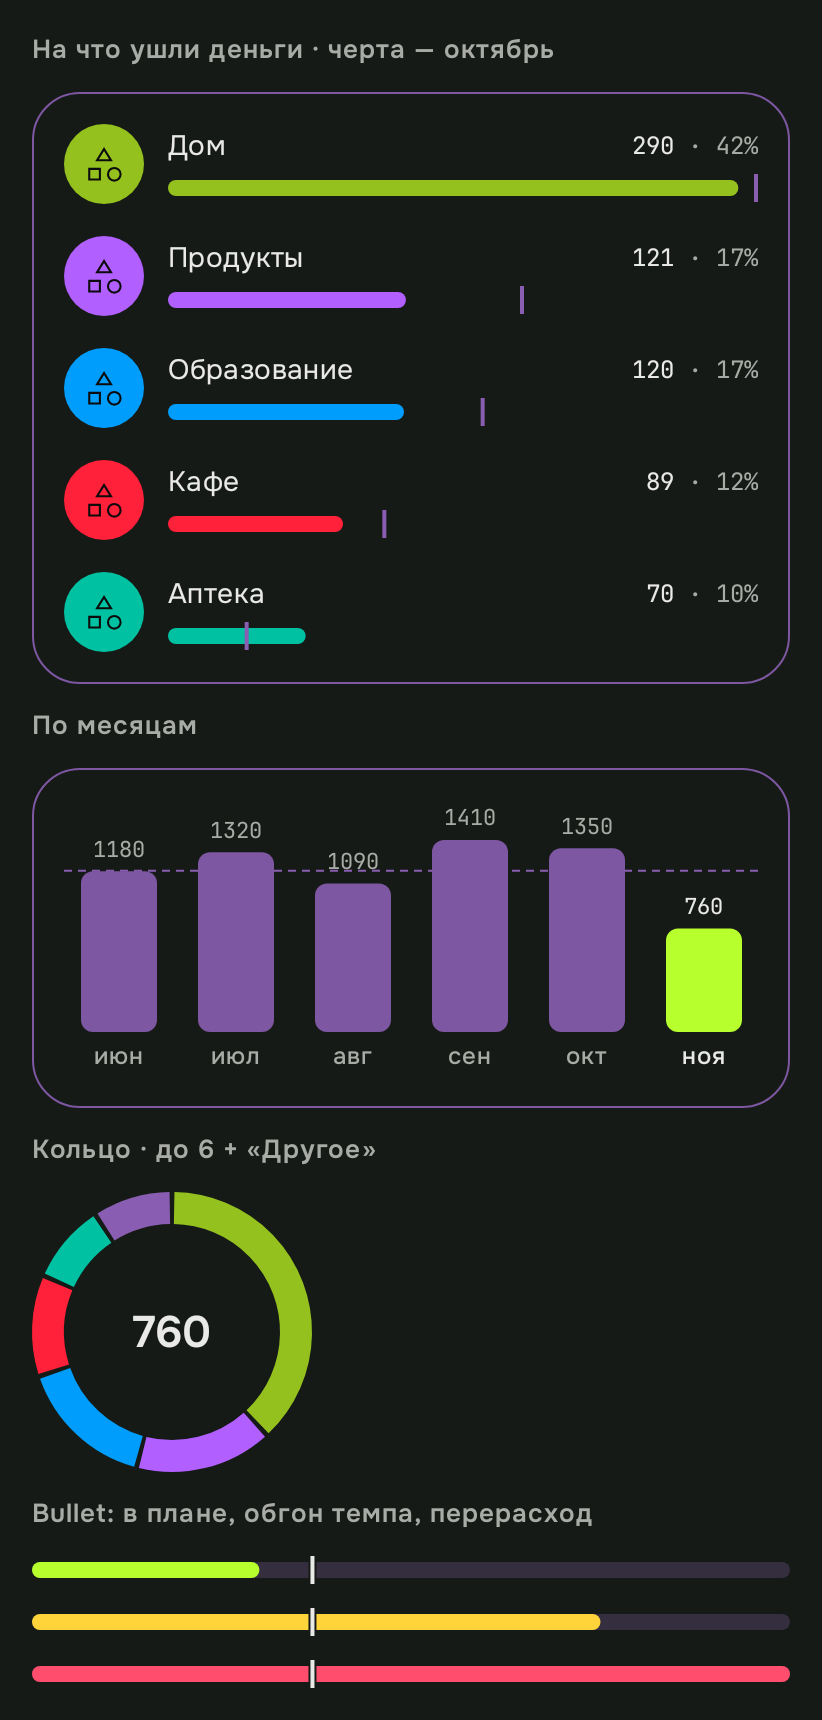 На что ушли деньги · черта — октябрь
Дом 290 · 42%
Продукты 121 · 17%
Образование 120 · 17%
Кафе 89 · 12%
Аптека 70 · 10%
По месяцам
1180 1320 1090 1410 1350 760
июн июл авг сен окт ноя
Кольцо · до 6 + «Другое»
760
Bullet: в плане, обгон темпа, перерасход